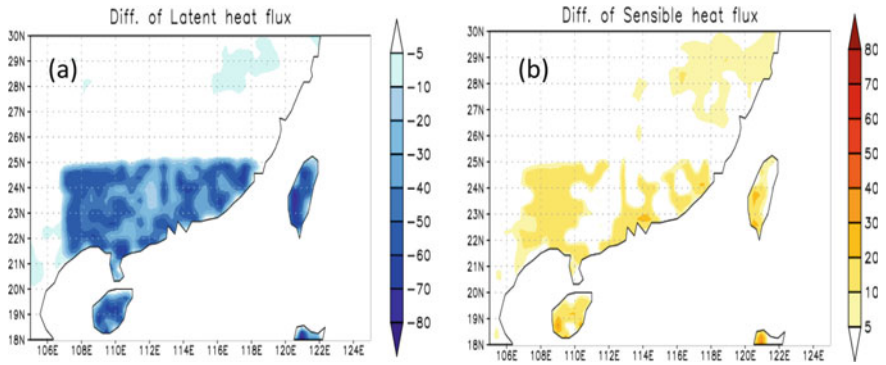 Diff. of Latent heat flux
(a)
30N
29N
28N
27N
26N
25N
24N
23N
22N
21N
20N
19N
18N
106E 108E 110E 112E 114E 116E 118E 120E 122E 124E
-5
-10
-20
-30
-40
-50
-60
-70
-80
Diff. of Sensible heat flux
(b)
30N
29N
28N
27N
26N
25N
24N
23N
22N
21N
20N
19N
18N
106E 108E 110E 112E 114E 116E 118E 120E 122E 124E
80
70
60
50
40
30
20
10
5